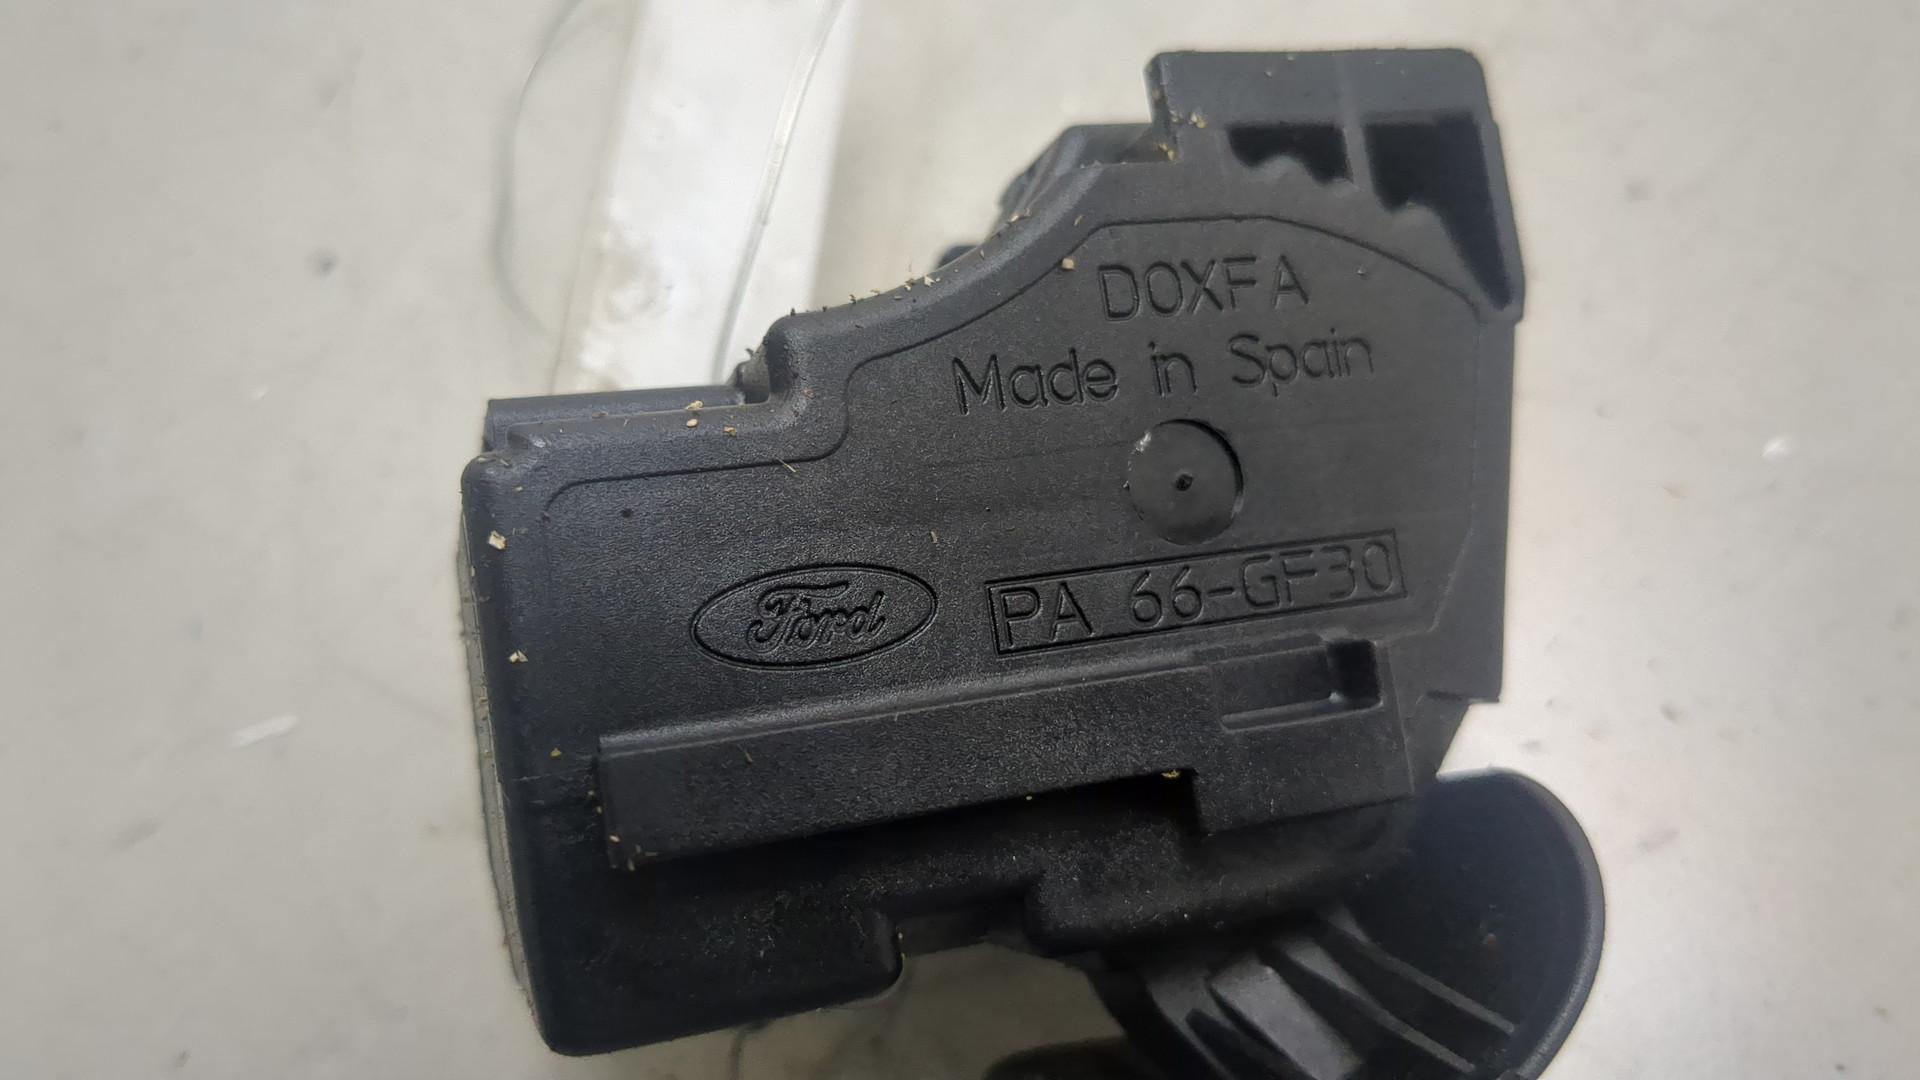 DOXFA
Made in Spain
Ford
PA 66-GF30